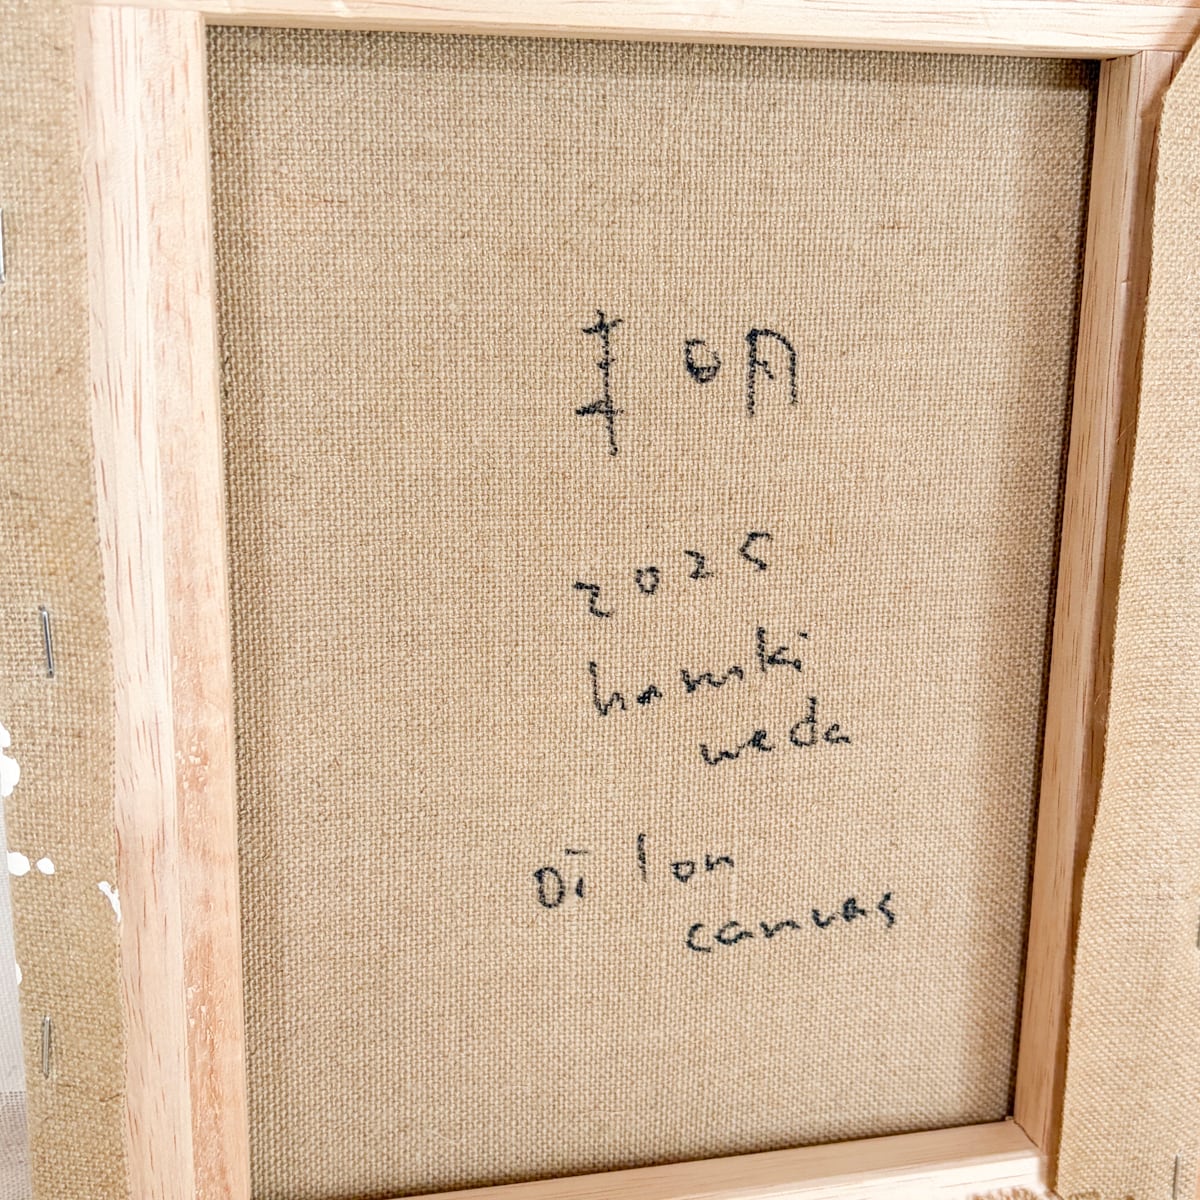 2025
haruki
ueda
oil on
canvas